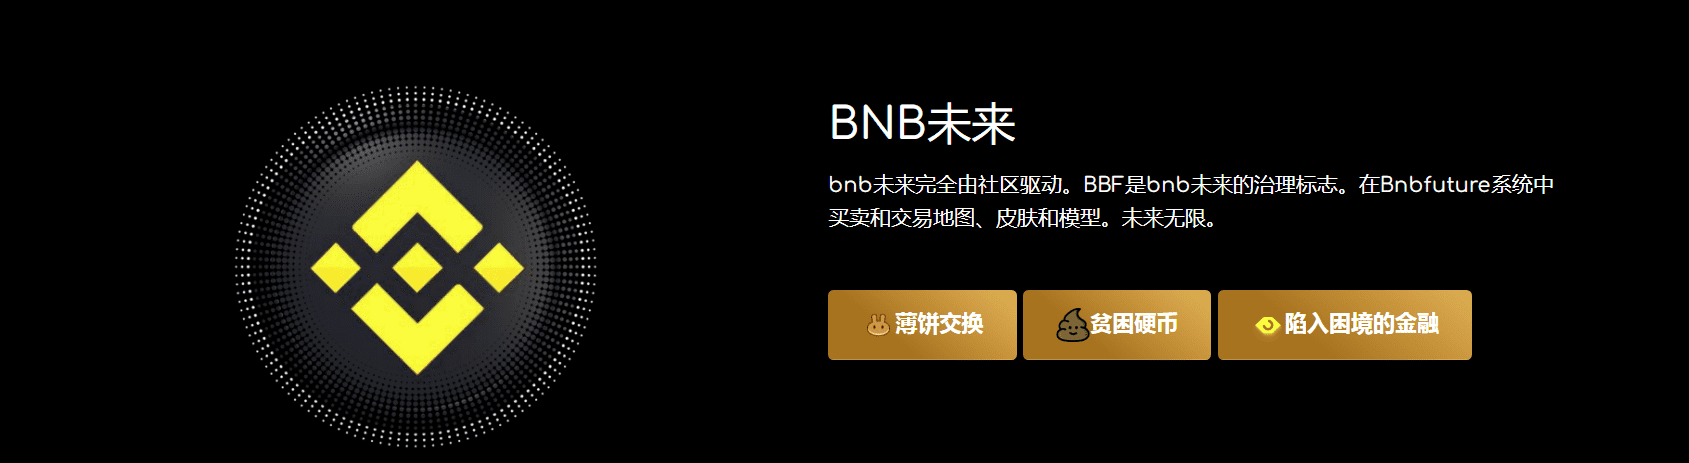 BNB未来
bnb未来完全由社区驱动。BBF是bnb未来的治理标志。在Bnbfuture系统中
买卖和交易地图、皮肤和模型。未来无限。
薄饼交换
贫困硬币
陷入困境的金融